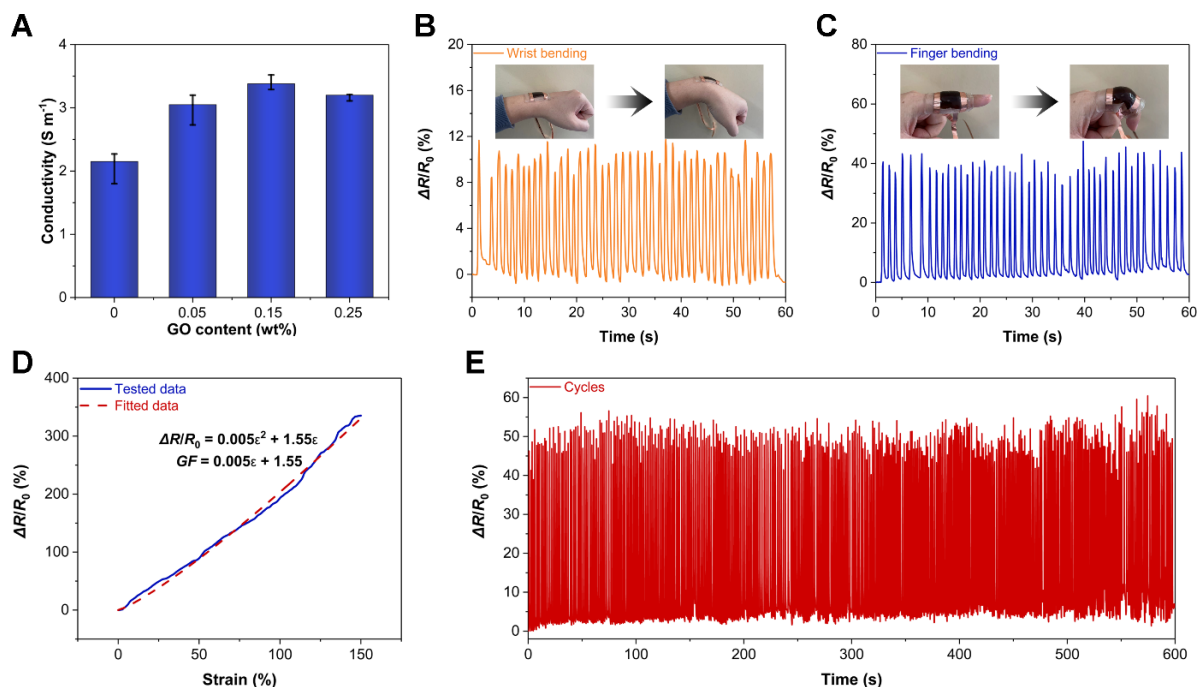 A
Conductivity (S m⁻¹)
4
3
2
1
0
0 0.05 0.15 0.25
GO content (wt%)
B
Wrist bending
ΔR/R₀ (%)
20
16
12
8
4
0
0 10 20 30 40 50 60
Time (s)
C
Finger bending
ΔR/R₀ (%)
80
60
40
20
0
0 10 20 30 40 50 60
Time (s)
D
Tested data
Fitted data
ΔR/R₀ = 0.005ε² + 1.55ε
GF = 0.005ε + 1.55
ΔR/R₀ (%)
400
300
200
100
0
0 50 100 150
Strain (%)
E
Cycles
ΔR/R₀ (%)
60
50
40
30
20
10
0
0 100 200 300 400 500 600
Time (s)